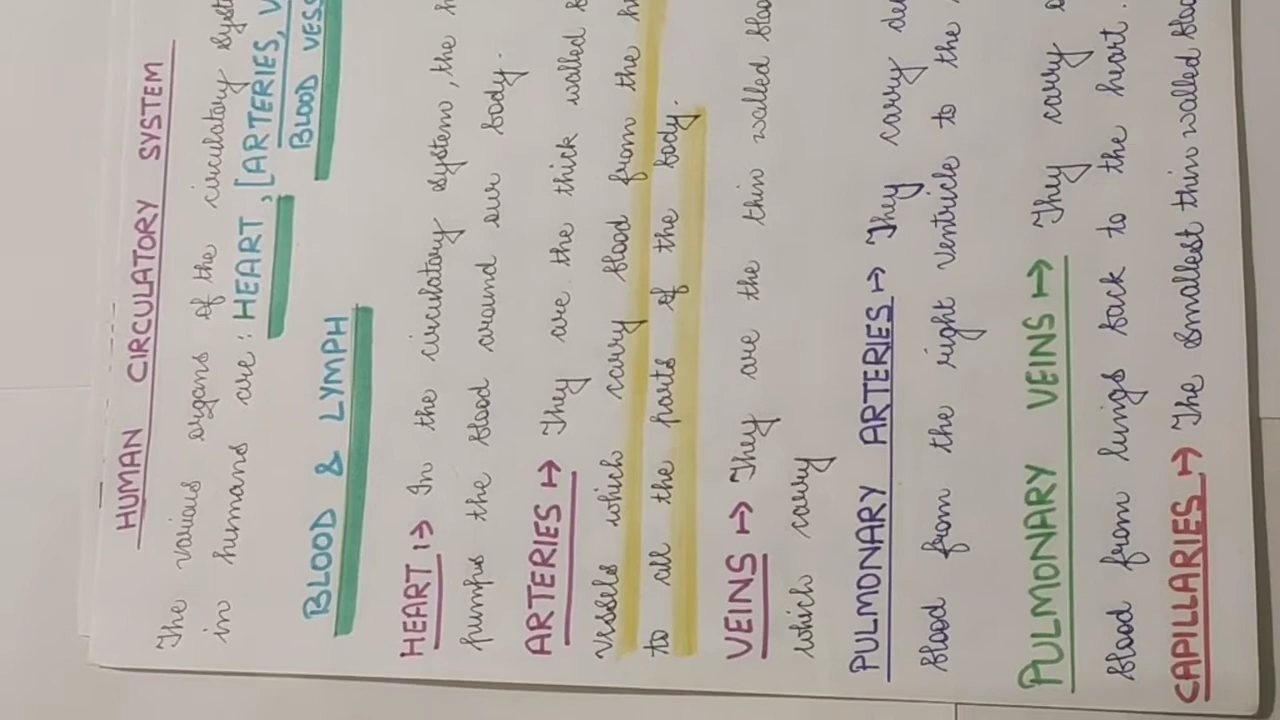 HUMAN CIRCULATORY SYSTEM
The various organs of the circulatory
in humans are : HEART , [ARTERIES,
BLOOD VESS
BLOOD & LYMPH
HEART ↦ In the circulatory system , the
pumps the blood around our body.
ARTERIES ↦ They are the thick walled
vessels which carry blood from the
to all the parts of the body.
VEINS ↦ They are the thin walled
which carry
PULMONARY ARTERIES ↦ They carry
blood from the right ventricle to the
PULMONARY VEINS ↦ They carry
blood from lungs back to the heart.
CAPILLARIES ↦ The smallest thin walled